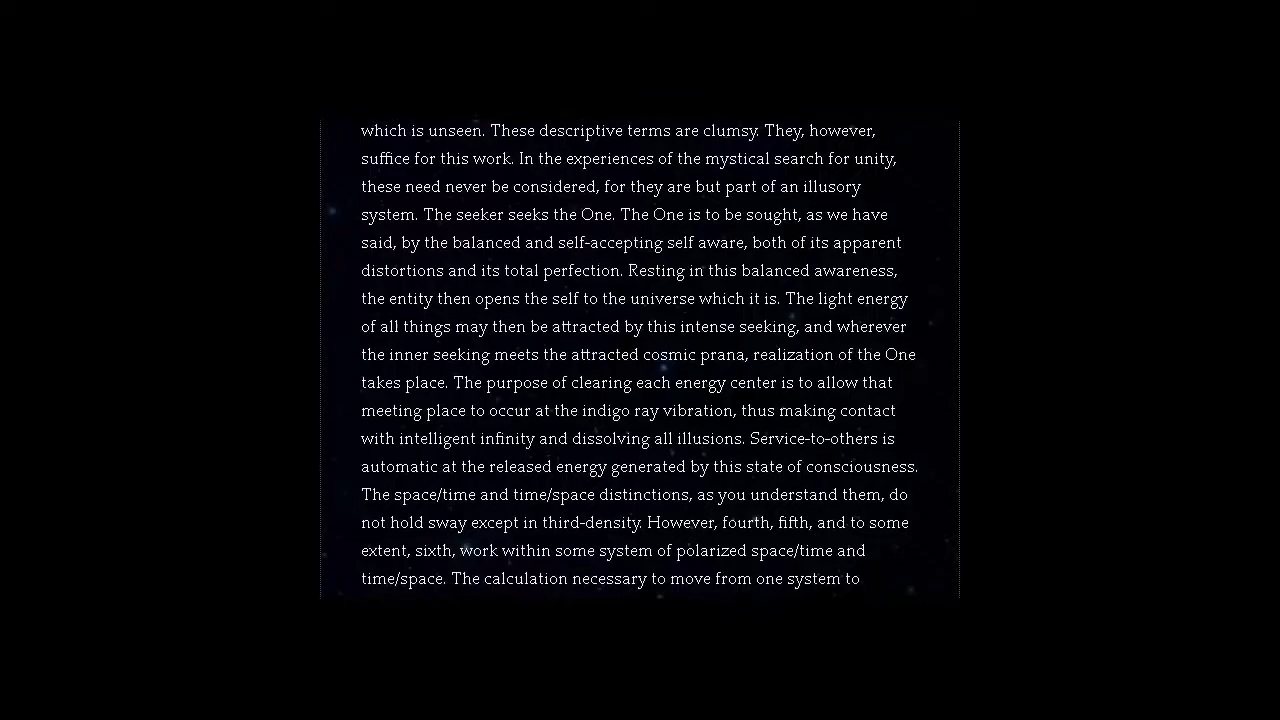 which is unseen. These descriptive terms are clumsy. They, however,
suffice for this work. In the experiences of the mystical search for unity,
these need never be considered, for they are but part of an illusory
system. The seeker seeks the One. The One is to be sought, as we have
said, by the balanced and self-accepting self aware, both of its apparent
distortions and its total perfection. Resting in this balanced awareness,
the entity then opens the self to the universe which it is. The light energy
of all things may then be attracted by this intense seeking, and wherever
the inner seeking meets the attracted cosmic prana, realization of the One
takes place. The purpose of clearing each energy center is to allow that
meeting place to occur at the indigo ray vibration, thus making contact
with intelligent infinity and dissolving all illusions. Service-to-others is
automatic at the released energy generated by this state of consciousness.
The space/time and time/space distinctions, as you understand them, do
not hold sway except in third-density. However, fourth, fifth, and to some
extent, sixth, work within some system of polarized space/time and
time/space. The calculation necessary to move from one system to